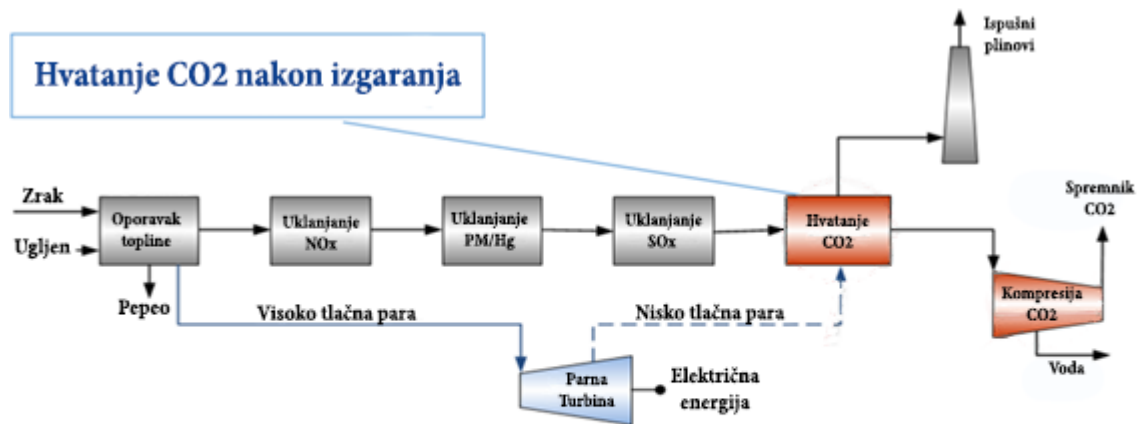 Ispušni
plinovi
Hvatanje CO2 nakon izgaranja
Zrak
Ugljen
Oporavak
topline
Uklanjanje
NOx
Uklanjanje
PM/Hg
Uklanjanje
SOx
Hvatanje
CO2
Spremnik
CO2
Pepeo
Visoko tlačna para
Nisko tlačna para
Kompresija
CO2
Voda
Parna
Turbina
Električna
energija